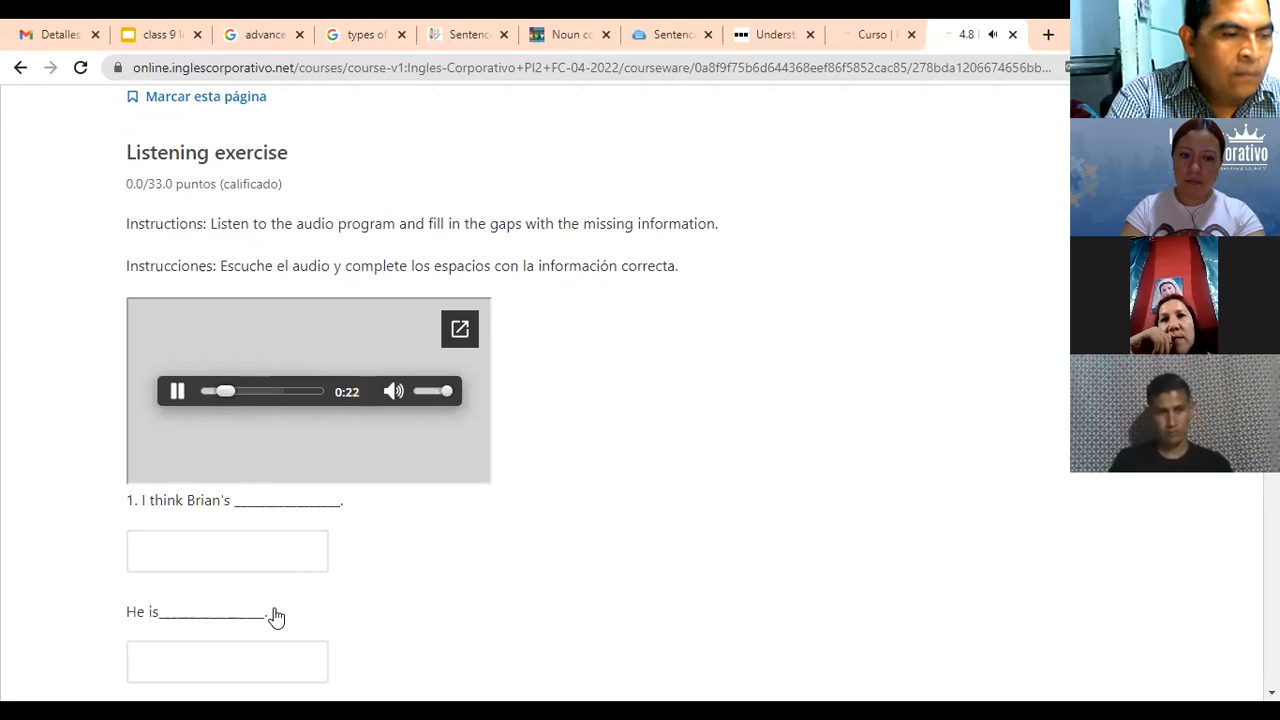 Detalles
class 9 l
advance
types of
Sentenc
Noun cc
Sentenc
Underst
Curso | I
4.8 l
online.inglescorporativo.net/courses/course-v1:Ingles-Corporativo+PI2+FC-04-2022/courseware/0a8f9f75b6d644368eef86f5852cac85/278bda1206674656bb...
Marcar esta página
Listening exercise
0.0/33.0 puntos (calificado)
Instructions: Listen to the audio program and fill in the gaps with the missing information.
Instrucciones: Escuche el audio y complete los espacios con la información correcta.
0:22
1. I think Brian's _________________.
He is_________________.